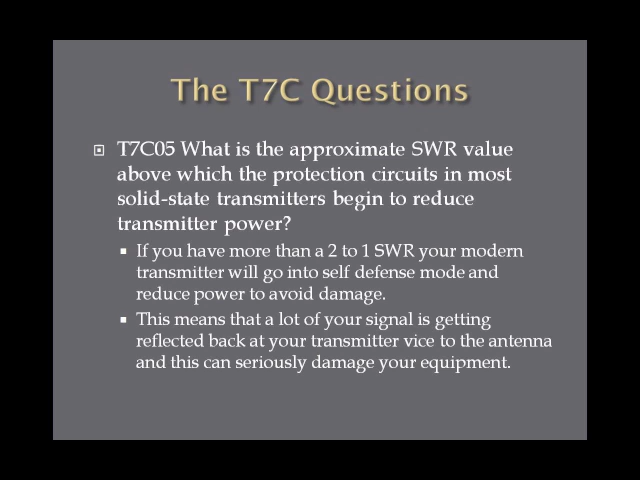 The T7C Questions
T7C05 What is the approximate SWR value
above which the protection circuits in most
solid-state transmitters begin to reduce
transmitter power?
If you have more than a 2 to 1 SWR your modern
transmitter will go into self defense mode and
reduce power to avoid damage.
This means that a lot of your signal is getting
reflected back at your transmitter vice to the antenna
and this can seriously damage your equipment.